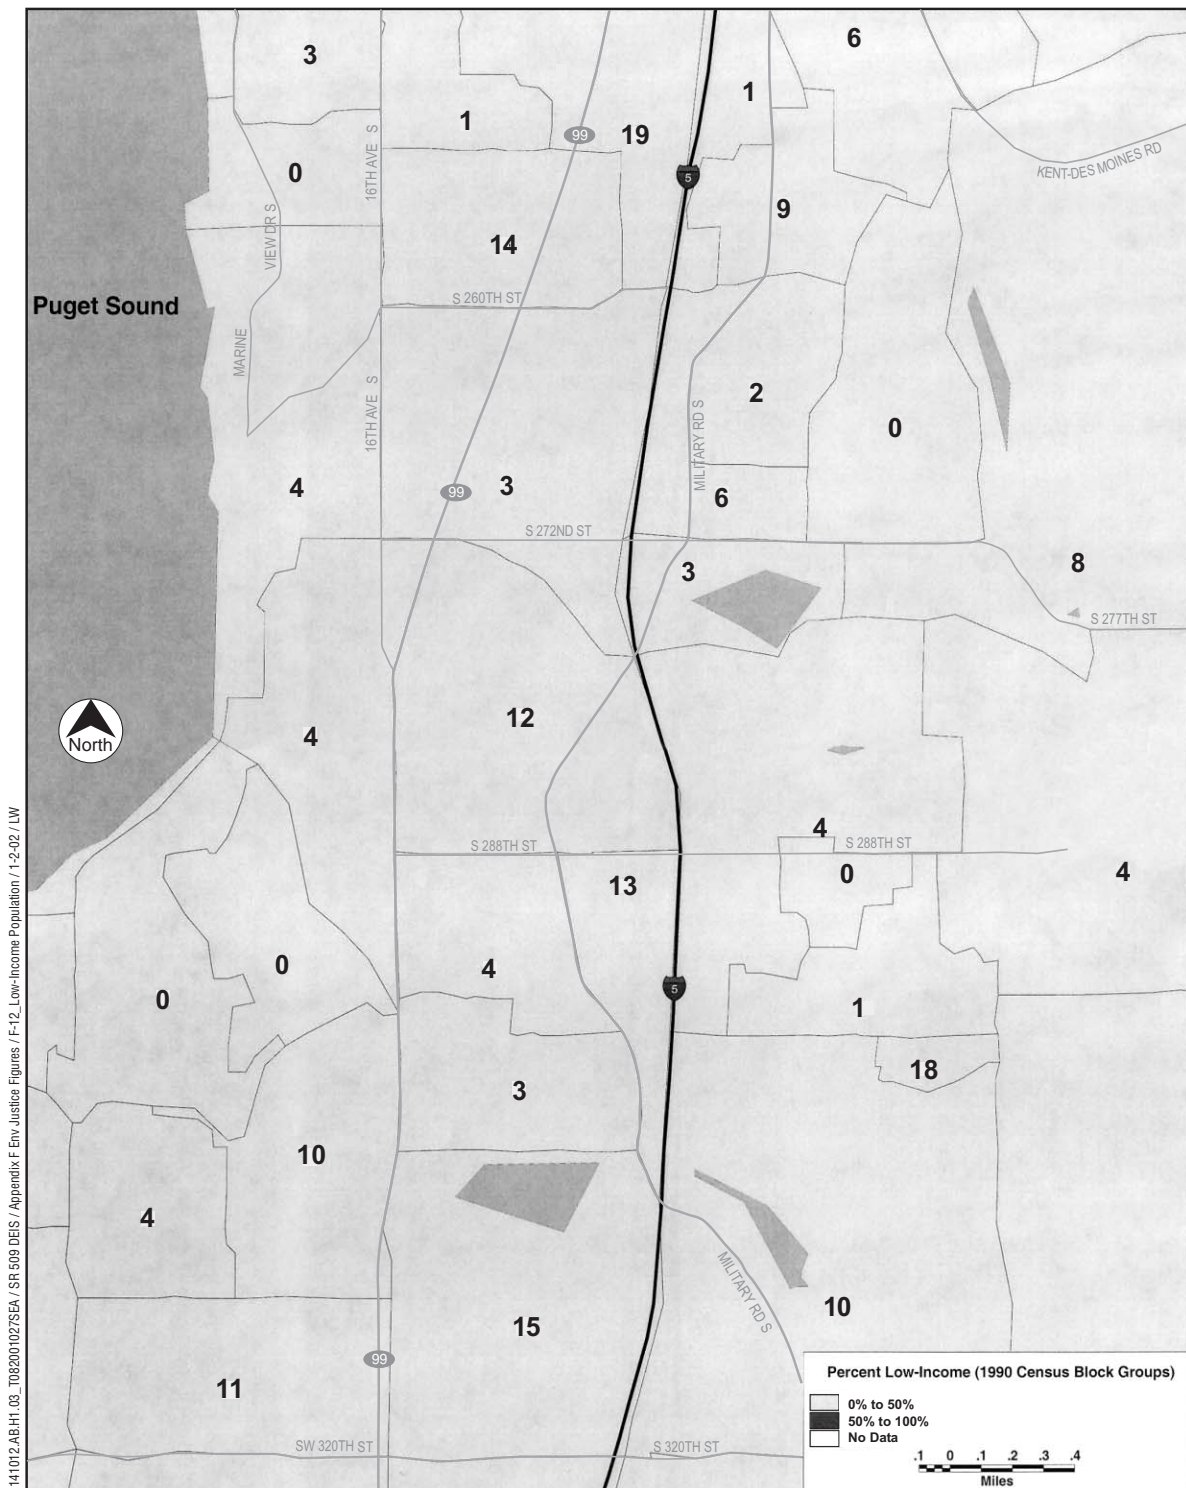 3
6
1
1
99
19
16TH AVE S
0
5
KENT-DES MOINES RD
9
14
VIEW DR S
Puget Sound
S 260TH ST
MARINE
2
16TH AVE S
MILITARY RD S
0
4
99
3
6
S 272ND ST
3
8
S 277TH ST
12
North
4
4
S 288TH ST
S 288TH ST
13
0
4
0
4
5
0
1
18
3
10
4
MILITARY RD S
10
15
99
11
SW 320TH ST
S 320TH ST
Percent Low-Income (1990 Census Block Groups)
0% to 50%
50% to 100%
No Data
.1 0 .1 .2 .3 .4
Miles
141012.AB.H1.03_T082001027SEA / SR 509 DEIS / Appendix F Env Justice Figures / F-12_Low-Income Population / 1-2-02 / LW